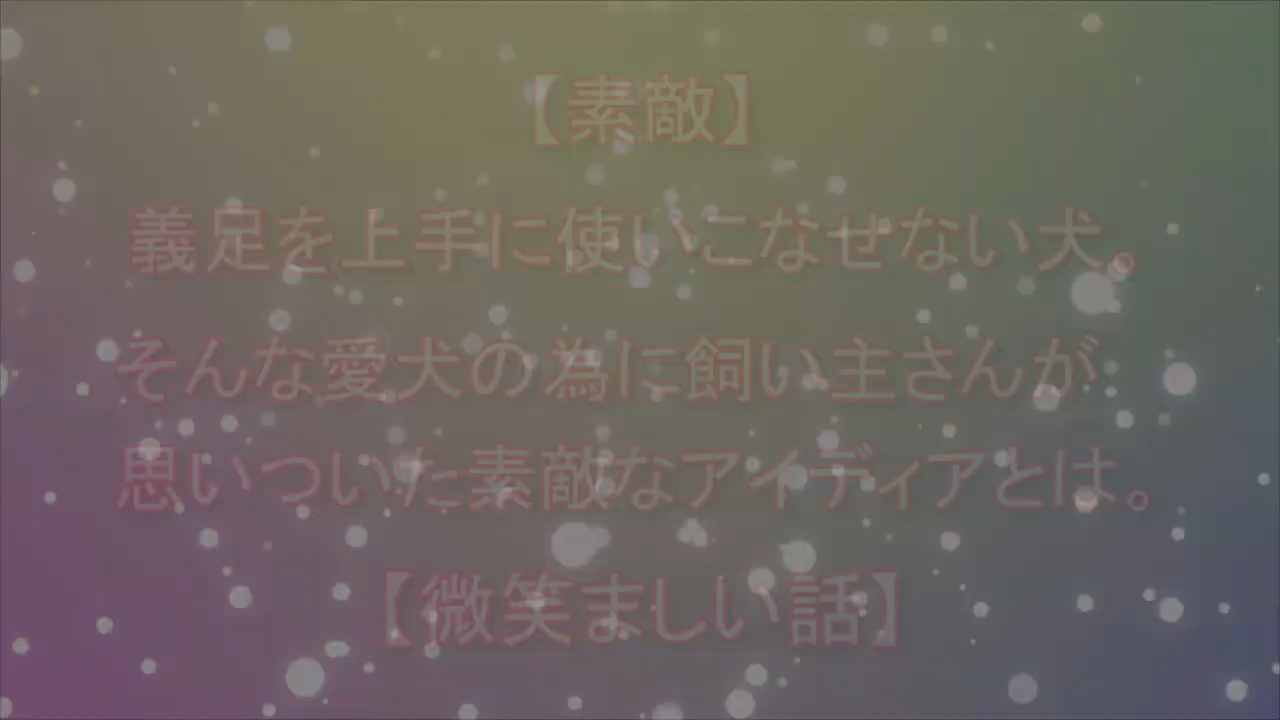 【素敵】
義足を上手に使いこなせない犬。
そんな愛犬の為に飼い主さんが
思いついた素敵なアイディアとは。
【微笑ましい話】